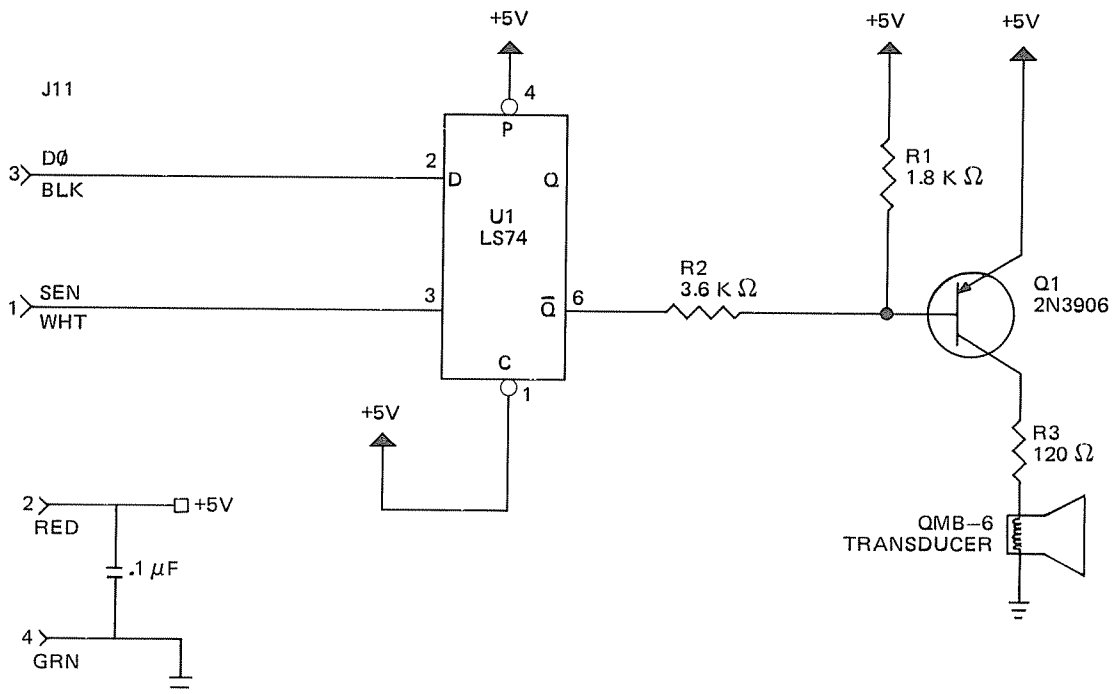 +5V
+5V
+5V
J11
4
P
3
DØ
BLK
2
D
Q
U1
LS74
R1
1.8 K Ω
1
SEN
WHT
3
Q̅
6
R2
3.6 K Ω
Q1
2N3906
C
1
+5V
R3
120 Ω
2
RED
+5V
QMB-6
TRANSDUCER
.1 µF
4
GRN